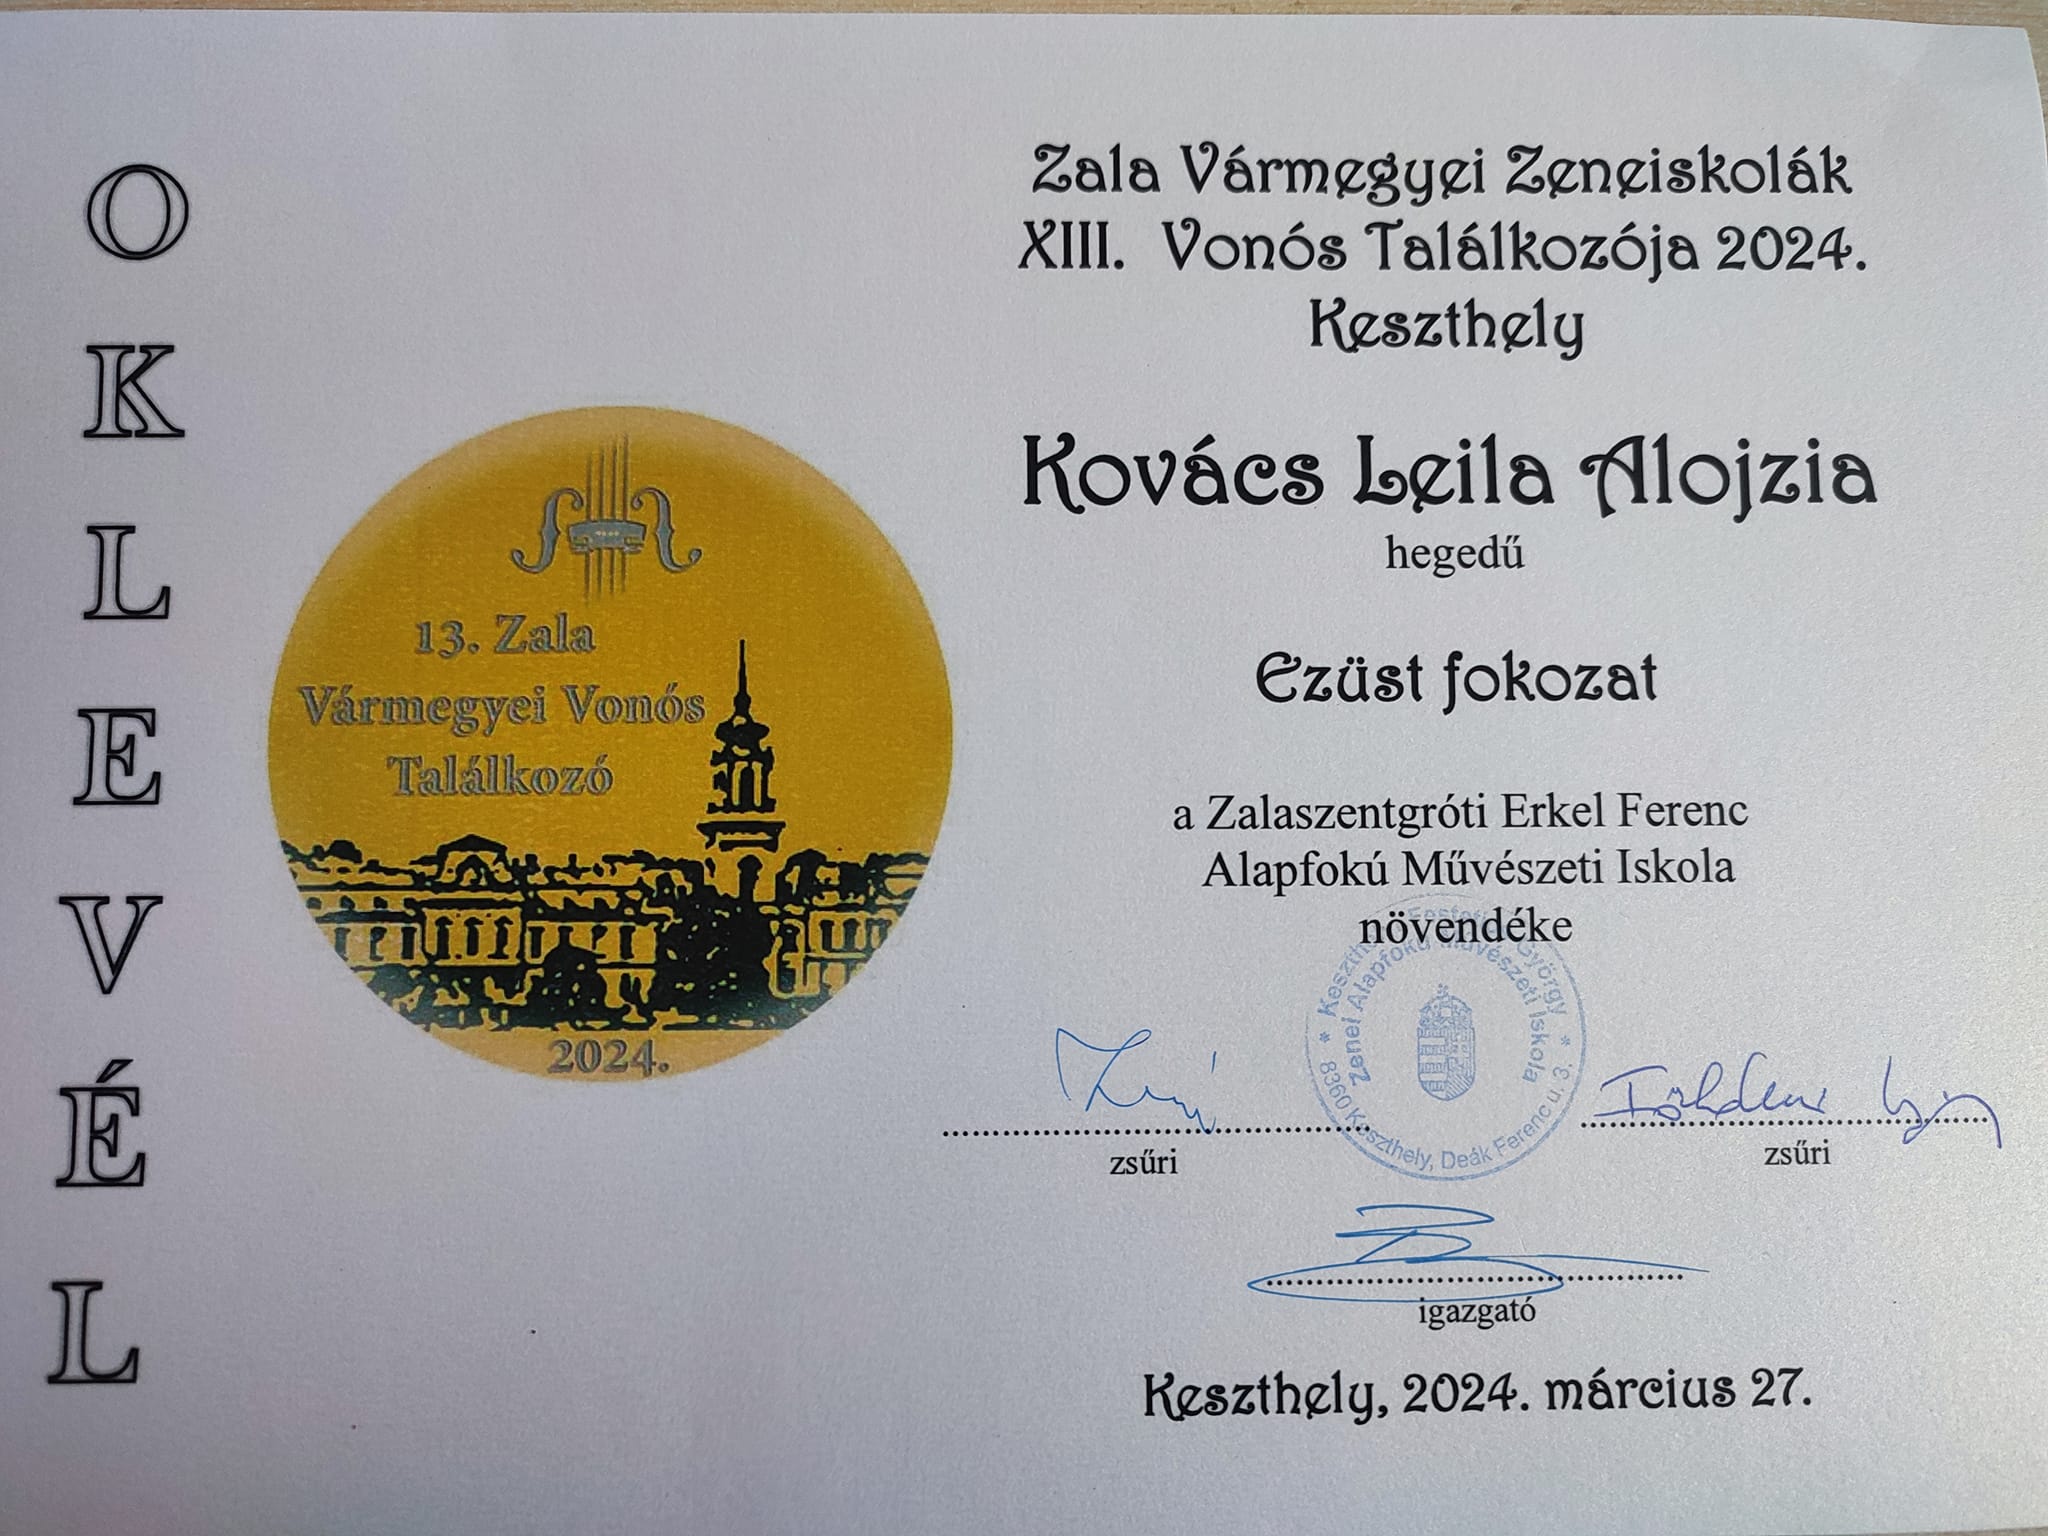 OKLEVÉL
Zala Vármegyei Zeneiskolák
XIII. Vonós Találkozója 2024.
Keszthely
Kovács Leila Alojzia
hegedű
Ezüst fokozat
a Zalaszentgróti Erkel Ferenc
Alapfokú Művészeti Iskola
növendéke
13. Zala
Vármegyei Vonós
Találkozó
2024.
György
Zenei Alapfokú Művészeti Iskola
8360 Keszthely, Deák Ferenc u. 3.
zsűri
zsűri
igazgató
Keszthely, 2024. március 27.